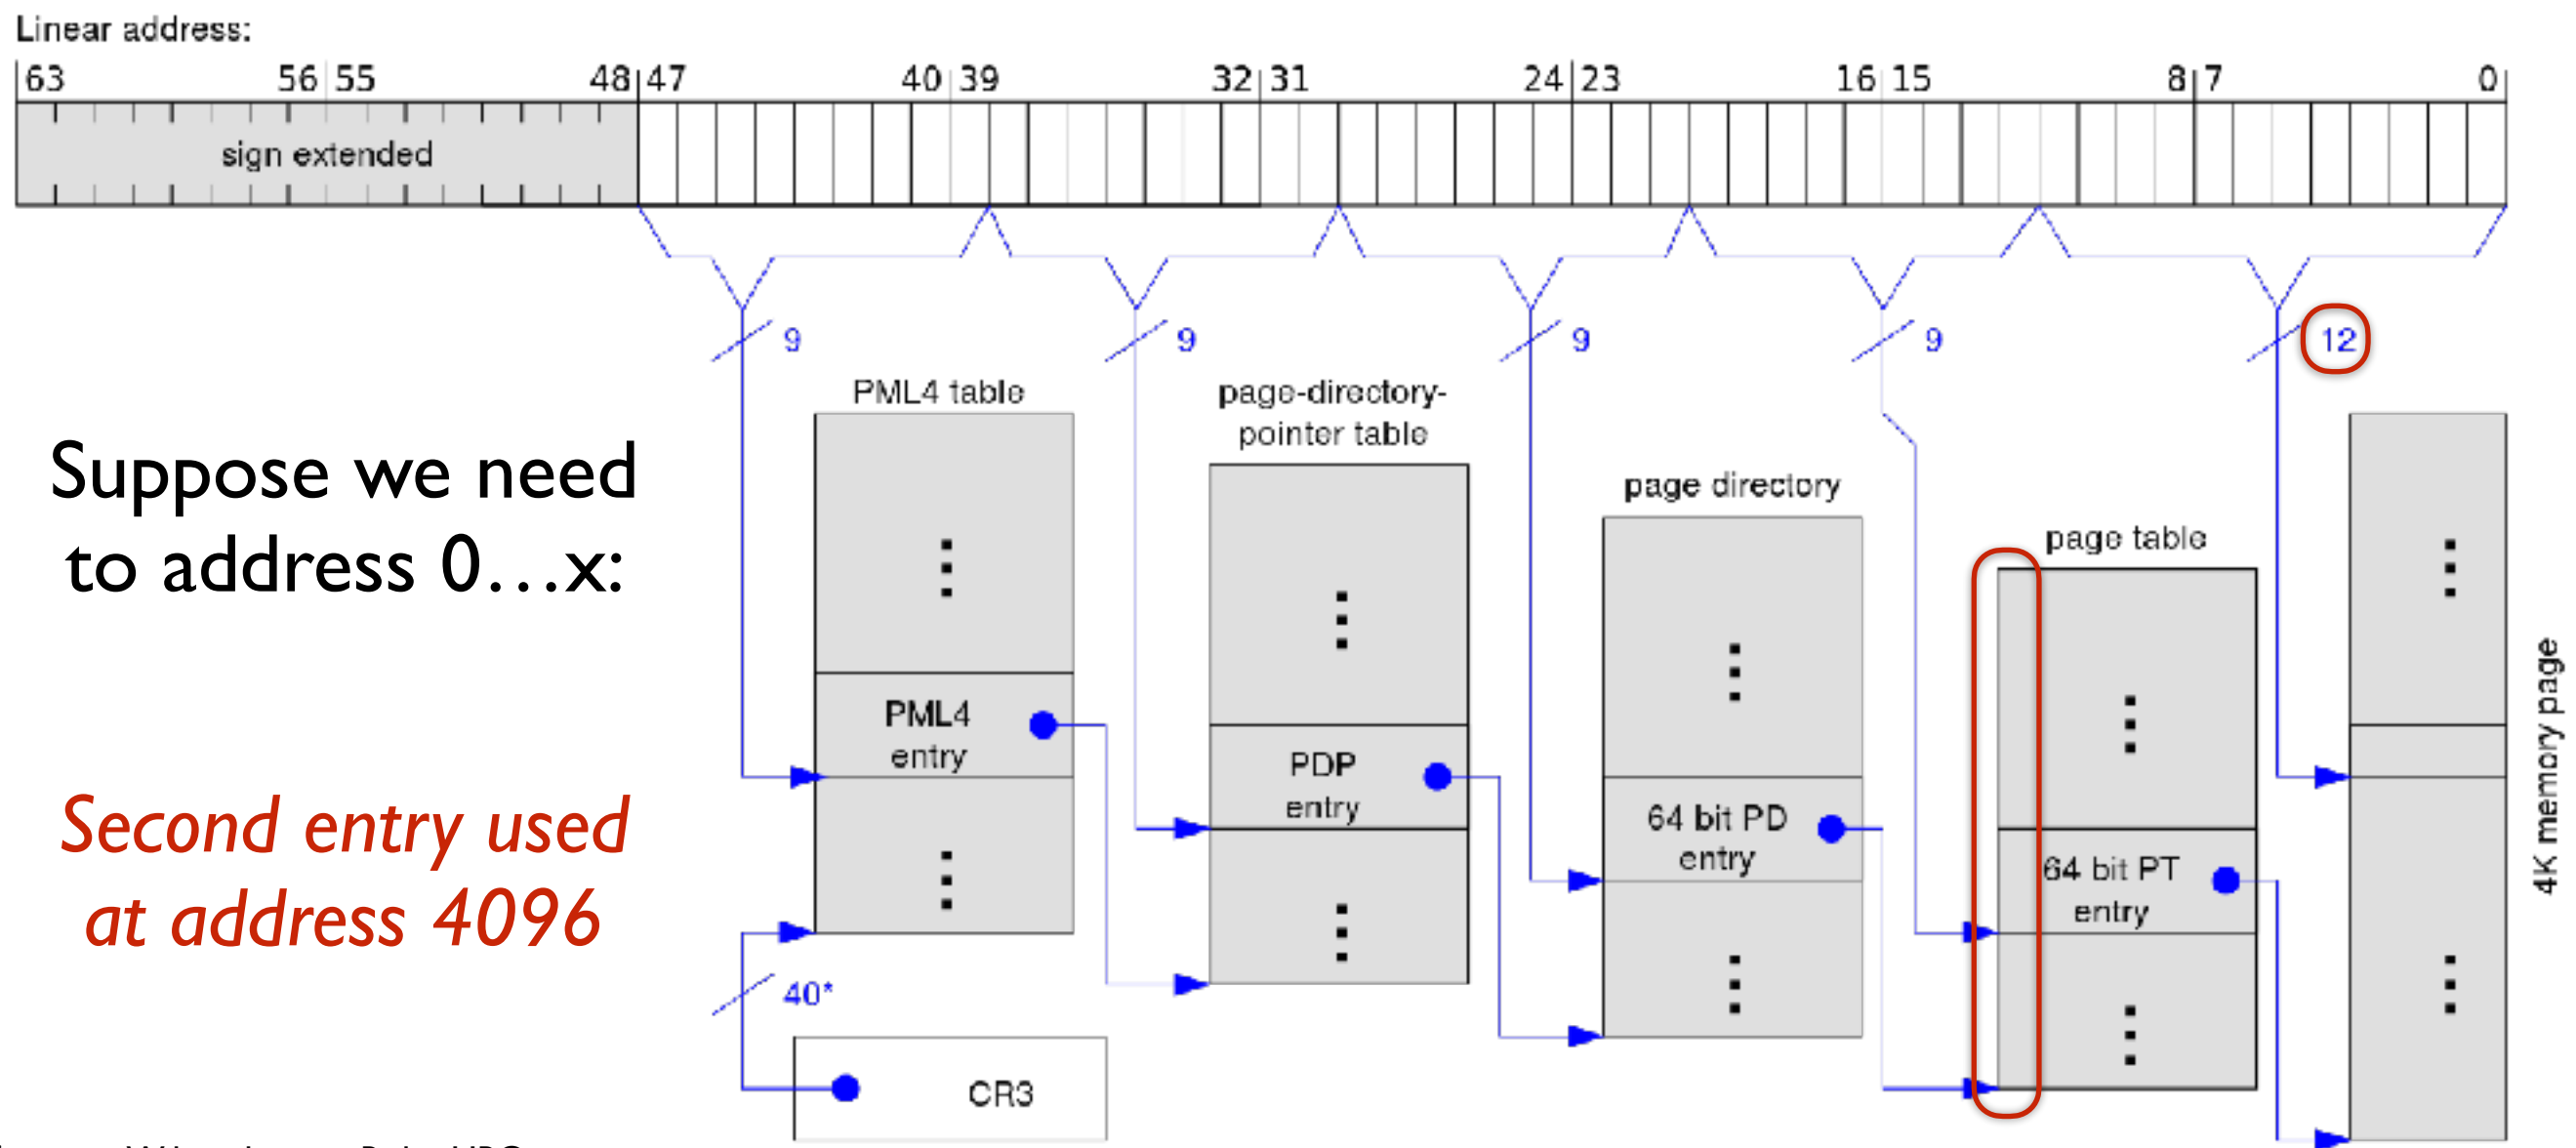 Linear address:
63 56 55 48 47 40 39 32 31 24 23 16 15 8 7 0
sign extended
9 9 9 9 12
PML4 table
page-directory-
pointer table
page directory
page table
Suppose we need
to address 0...x:
Second entry used
at address 4096
PML4
entry
PDP
entry
64 bit PD
entry
64 bit PT
entry
4K memory page
40*
CR3